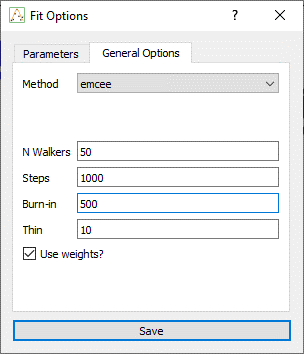 Fit Options ? ×
Parameters General Options
Method emcee
N Walkers 50
Steps 1000
Burn-in 500
Thin 10
Use weights?
Save